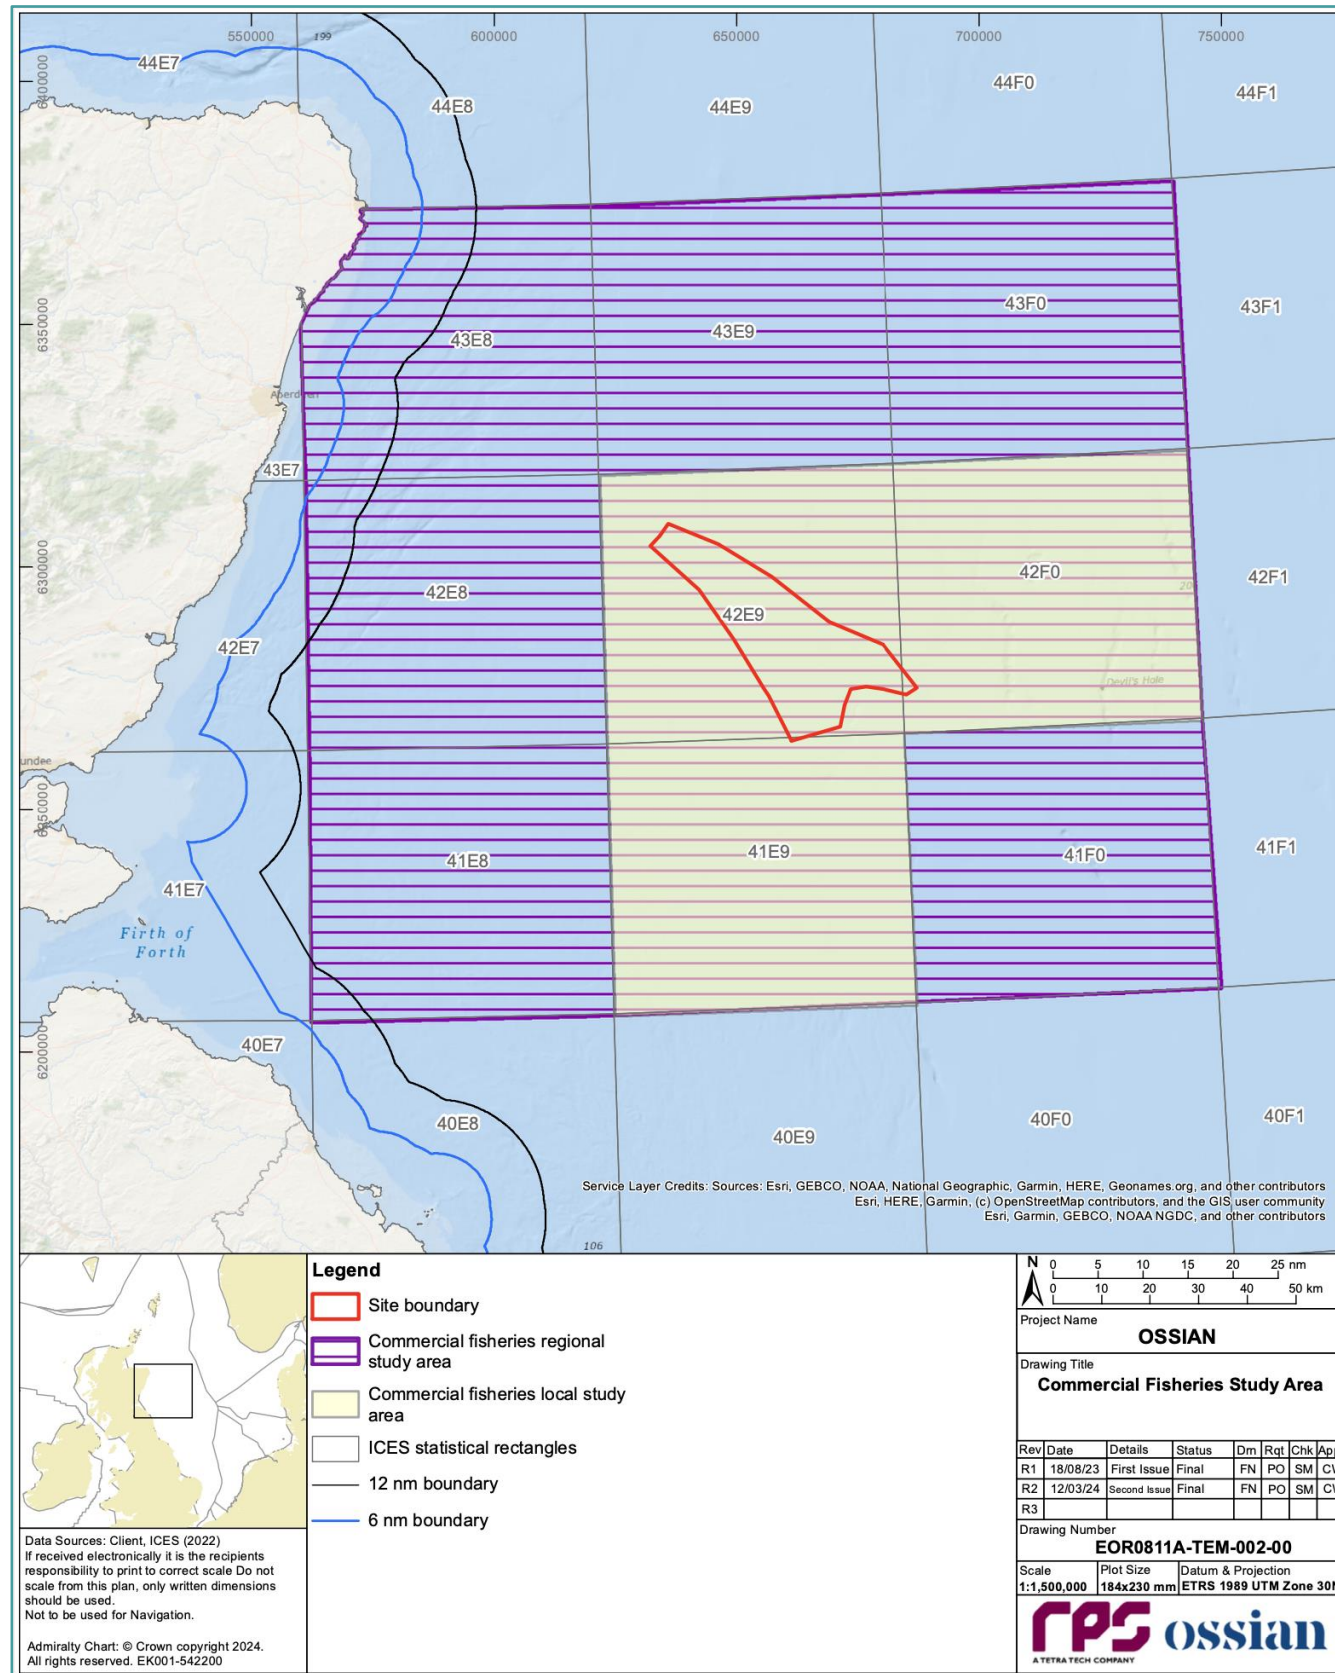 550000
199
600000
650000
700000
750000
44E7
44E8
44E9
44F0
44F1
6400000
43E8
43E9
43F0
43F1
6350000
Aberdeen
43E7
6300000
42E7
42E8
42E9
42F0
42F1
Devil's Hole
undee
6250000
41E7
41E8
41E9
41F0
41F1
Firth of
Forth
6200000
40E7
40E8
40E9
40F0
40F1
106
Service Layer Credits: Sources: Esri, GEBCO, NOAA, National Geographic, Garmin, HERE, Geonames.org, and other contributors
Esri, HERE, Garmin, (c) OpenStreetMap contributors, and the GIS user community
Esri, Garmin, GEBCO, NOAA NGDC, and other contributors
Legend
Site boundary
Commercial fisheries regional
study area
Commercial fisheries local study
area
ICES statistical rectangles
12 nm boundary
6 nm boundary
Data Sources: Client, ICES (2022)
If received electronically it is the recipients
responsibility to print to correct scale Do not
scale from this plan, only written dimensions
should be used.
Not to be used for Navigation.
Admiralty Chart: © Crown copyright 2024.
All rights reserved. EK001-542200
N
0 5 10 15 20 25 nm
0 10 20 30 40 50 km
Project Name
OSSIAN
Drawing Title
Commercial Fisheries Study Area
Rev Date Details Status Drn Rqt Chk App
R1 18/08/23 First Issue Final FN PO SM
R2 12/03/24 Second Issue Final FN PO SM
R3
Drawing Number
EOR0811A-TEM-002-00
Scale Plot Size Datum & Projection
1:1,500,000 184x230 mm ETRS 1989 UTM Zone 30N
rps ossian
A TETRA TECH COMPANY